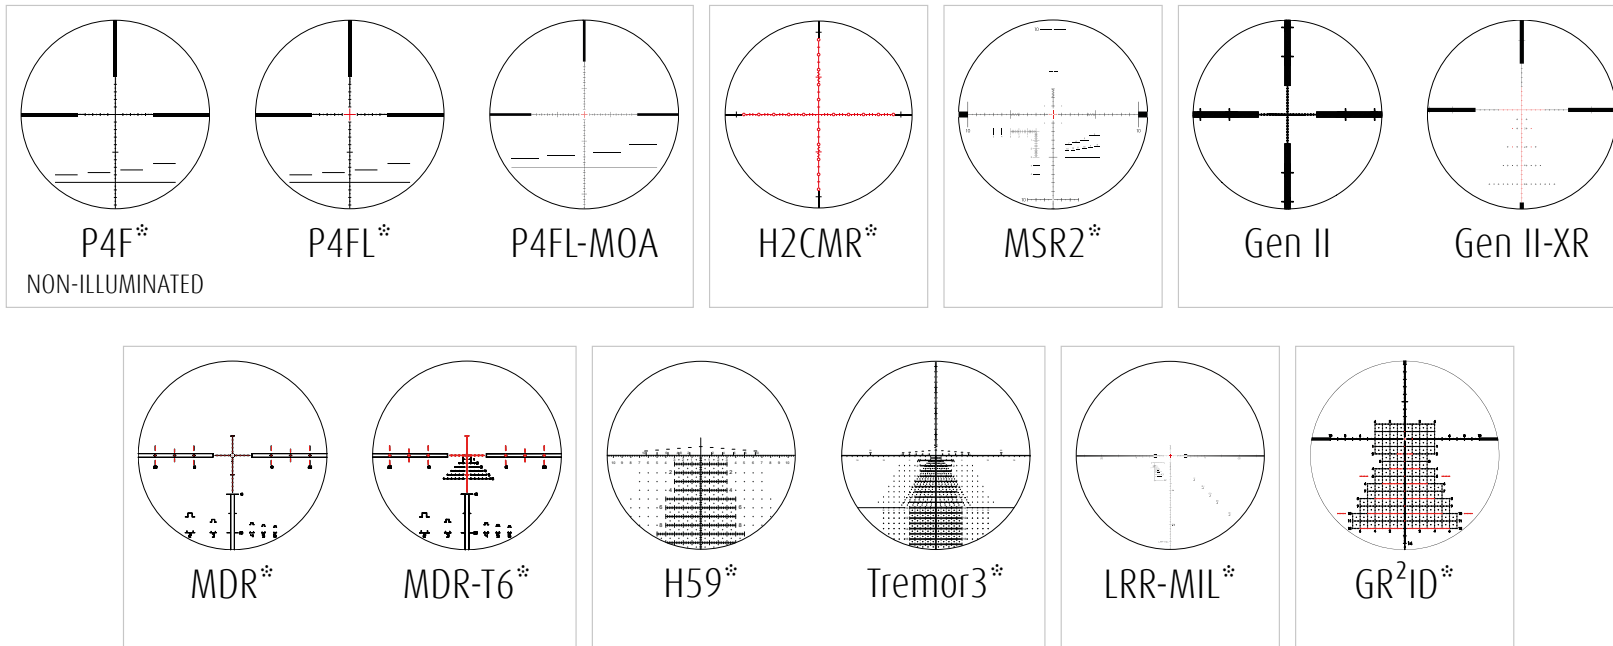 P4F* P4FL* P4FL-MOA H2CMR* MSR2* Gen II Gen II-XR
NON-ILLUMINATED
MDR* MDR-T6* H59* Tremor3* LRR-MIL* GR²ID*